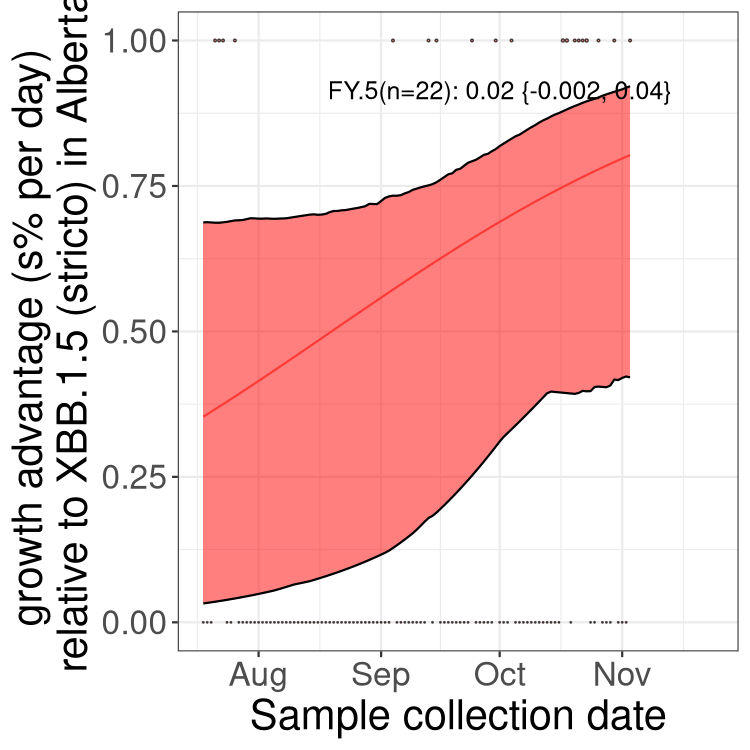 growth advantage (s% per day)
relative to XBB.1.5 (stricto) in Alberta
1.00
0.75
0.50
0.25
0.00
FY.5(n=22): 0.02 {-0.002, 0.04}
Aug Sep Oct Nov
Sample collection date